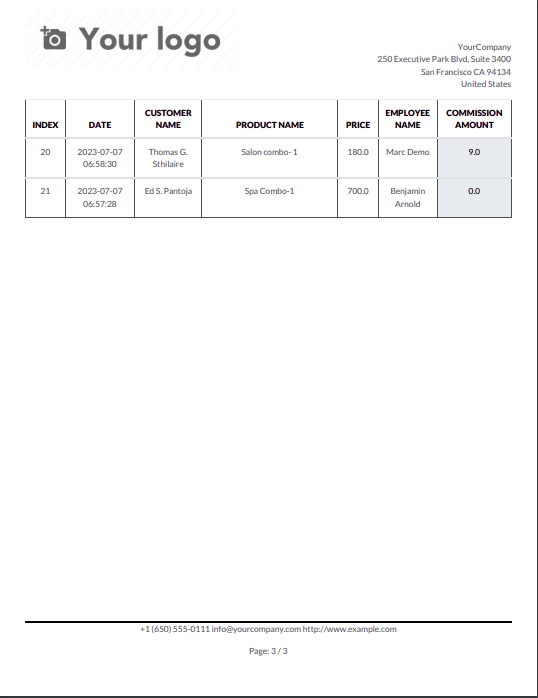 Your logo
YourCompany
250 Executive Park Blvd, Suite 3400
San Francisco CA 94134
United States
INDEX DATE CUSTOMER NAME PRODUCT NAME PRICE EMPLOYEE NAME COMMISSION AMOUNT
20 2023-07-07 06:58:30 Thomas G. Sthilaire Salon combo-1 180.0 Marc Demo 9.0
21 2023-07-07 06:57:28 Ed S. Pantoja Spa Combo-1 700.0 Benjamin Arnold 0.0
+1 (650) 555-0111 info@yourcompany.com http://www.example.com
Page: 3 / 3